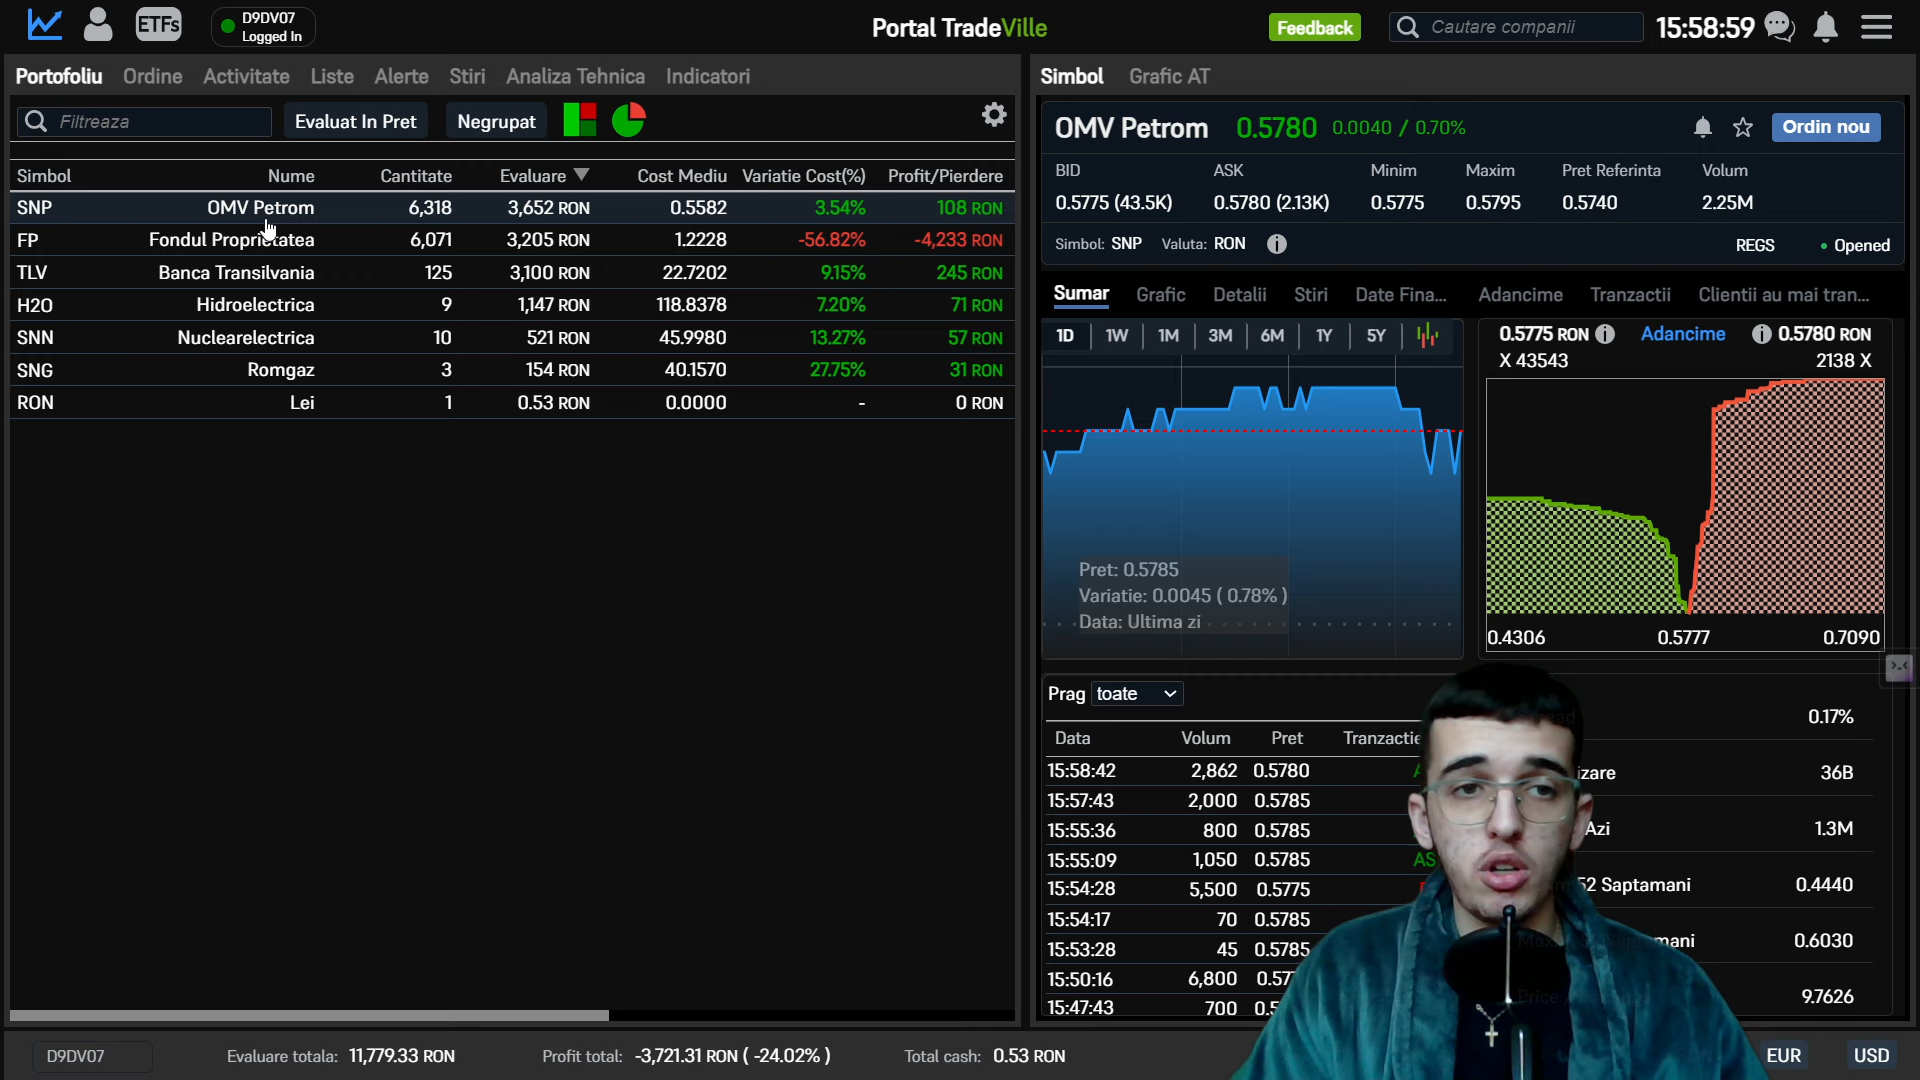 ETFs
D9DV07
Logged In
Portal TradeVille
Feedback
Cautare companii
15:58:59
Portofoliu Ordine Activitate Liste Alerte Stiri Analiza Tehnica Indicatori
Filtreaza
Evaluat In Pret
Negrupat
Simbol Nume Cantitate Evaluare Cost Mediu Variatie Cost(%) Profit/Pierdere
SNP OMV Petrom 6,318 3,652 RON 0.5582 3.54% 108 RON
FP Fondul Proprietatea 6,071 3,205 RON 1.2228 -56.82% -4,233 RON
TLV Banca Transilvania 125 3,100 RON 22.7202 9.15% 245 RON
H2O Hidroelectrica 9 1,147 RON 118.8378 7.20% 71 RON
SNN Nuclearelectrica 10 521 RON 45.9980 13.27% 57 RON
SNG Romgaz 3 154 RON 40.1570 27.75% 31 RON
RON Lei 1 0.53 RON 0.0000 - 0 RON
Simbol Grafic AT
OMV Petrom 0.5780 0.0040 / 0.70%
Ordin nou
BID ASK Minim Maxim Pret Referinta Volum
0.5775 (43.5K) 0.5780 (2.13K) 0.5775 0.5795 0.5740 2.25M
Simbol: SNP Valuta: RON REGS Opened
Sumar Grafic Detalii Stiri Date Fina... Adancime Tranzactii Clientii au mai tran...
1D 1W 1M 3M 6M 1Y 5Y
Pret: 0.5785
Variatie: 0.0045 ( 0.78% )
Data: Ultima zi
0.5775 RON Adancime 0.5780 RON
X 43543 2138 X
0.4306 0.5777 0.7090
Prag toate
Data Volum Pret
15:58:42 2,862 0.5780
15:57:43 2,000 0.5785
15:55:36 800 0.5785
15:55:09 1,050 0.5785
15:54:28 5,500 0.5775
15:54:17 70 0.5785
15:53:28 45 0.5785
15:50:16 6,800
15:47:43 700
0.17%
36B
Azi 1.3M
52 Saptamani 0.4440
0.6030
9.7626
D9DV07
Evaluare totala: 11,779.33 RON
Profit total: -3,721.31 RON ( -24.02% )
Total cash: 0.53 RON
EUR
USD